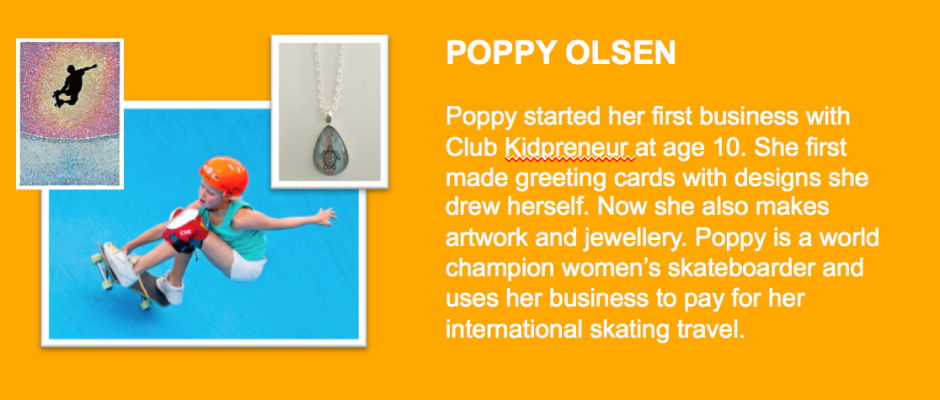 POPPY OLSEN
Poppy started her first business with
Club Kidpreneur at age 10. She first
made greeting cards with designs she
drew herself. Now she also makes
artwork and jewellery. Poppy is a world
champion women's skateboarder and
uses her business to pay for her
international skating travel.